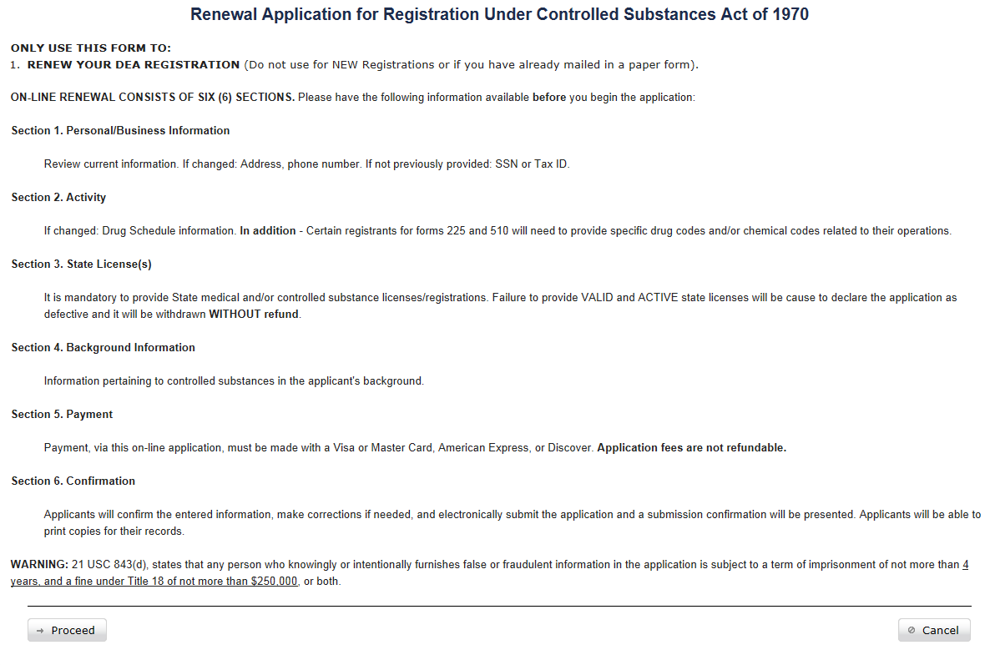 Renewal Application for Registration Under Controlled Substances Act of 1970
ONLY USE THIS FORM TO:
1. RENEW YOUR DEA REGISTRATION (Do not use for NEW Registrations or if you have already mailed in a paper form).
ON-LINE RENEWAL CONSISTS OF SIX (6) SECTIONS. Please have the following information available before you begin the application:
Section 1. Personal/Business Information
Review current information. If changed: Address, phone number. If not previously provided: SSN or Tax ID.
Section 2. Activity
If changed: Drug Schedule information. In addition - Certain registrants for forms 225 and 510 will need to provide specific drug codes and/or chemical codes related to their operations.
Section 3. State License(s)
It is mandatory to provide State medical and/or controlled substance licenses/registrations. Failure to provide VALID and ACTIVE state licenses will be cause to declare the application as
defective and it will be withdrawn WITHOUT refund.
Section 4. Background Information
Information pertaining to controlled substances in the applicant's background.
Section 5. Payment
Payment, via this on-line application, must be made with a Visa or Master Card, American Express, or Discover. Application fees are not refundable.
Section 6. Confirmation
Applicants will confirm the entered information, make corrections if needed, and electronically submit the application and a submission confirmation will be presented. Applicants will be able to
print copies for their records.
WARNING: 21 USC 843(d), states that any person who knowingly or intentionally furnishes false or fraudulent information in the application is subject to a term of imprisonment of not more than 4
years, and a fine under Title 18 of not more than $250,000, or both.
→ Proceed
⊘ Cancel